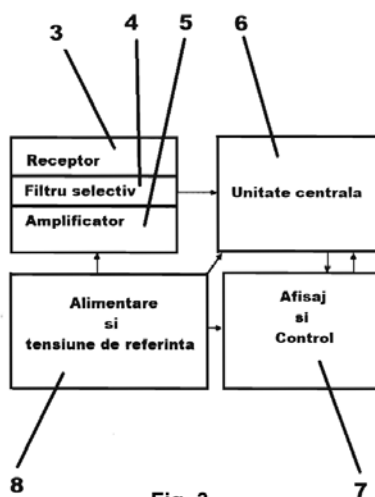 3
4
5
6
Receptor
Filtru selectiv
Amplificator
Unitate centrala
Alimentare
si
tensiune de referinta
Afisaj
si
Control
8
7